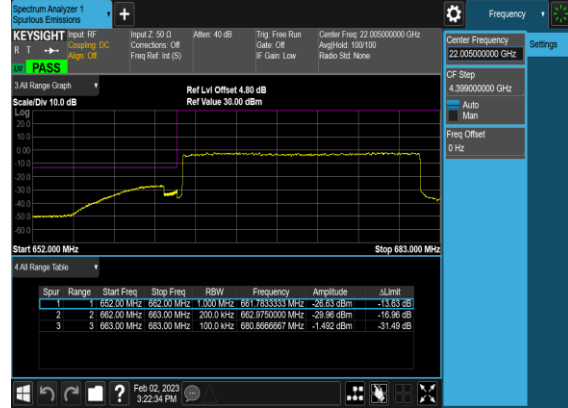 Spectrum Analyzer 1
Spurious Emissions
Frequency
KEYSIGHT
R T
LW PASS
Input: RF
Coupling: DC
Align: Off
Input Z: 50 Ω
Corrections: Off
Freq Ref: Int (S)
Atten: 40 dB
Trig: Free Run
Gate: Off
IF Gain: Low
Center Freq: 22.005000000 GHz
Avg|Hold: 100/100
Radio Std: None
Center Frequency
22.005000000 GHz
Settings
CF Step
4.399000000 GHz
Auto
Man
Freq Offset
0 Hz
3 All Range Graph
Scale/Div 10.0 dB
Ref Lvl Offset 4.80 dB
Ref Value 30.00 dBm
Log
20.0
10.0
0.00
-10.0
-20.0
-30.0
-40.0
-50.0
-60.0
Start 652.000 MHz
Stop 683.000 MHz
4 All Range Table
Spur Range Start Freq Stop Freq RBW Frequency Amplitude ΔLimit
1 1 652.00 MHz 662.00 MHz 1.000 MHz 661.7833333 MHz -26.63 dBm -13.63 dB
2 2 662.00 MHz 663.00 MHz 200.0 kHz 662.9750000 MHz -29.96 dBm -16.96 dB
3 3 663.00 MHz 683.00 MHz 100.0 kHz 680.8666667 MHz -1.492 dBm -31.49 dB
?
Feb 02, 2023
3:22:34 PM